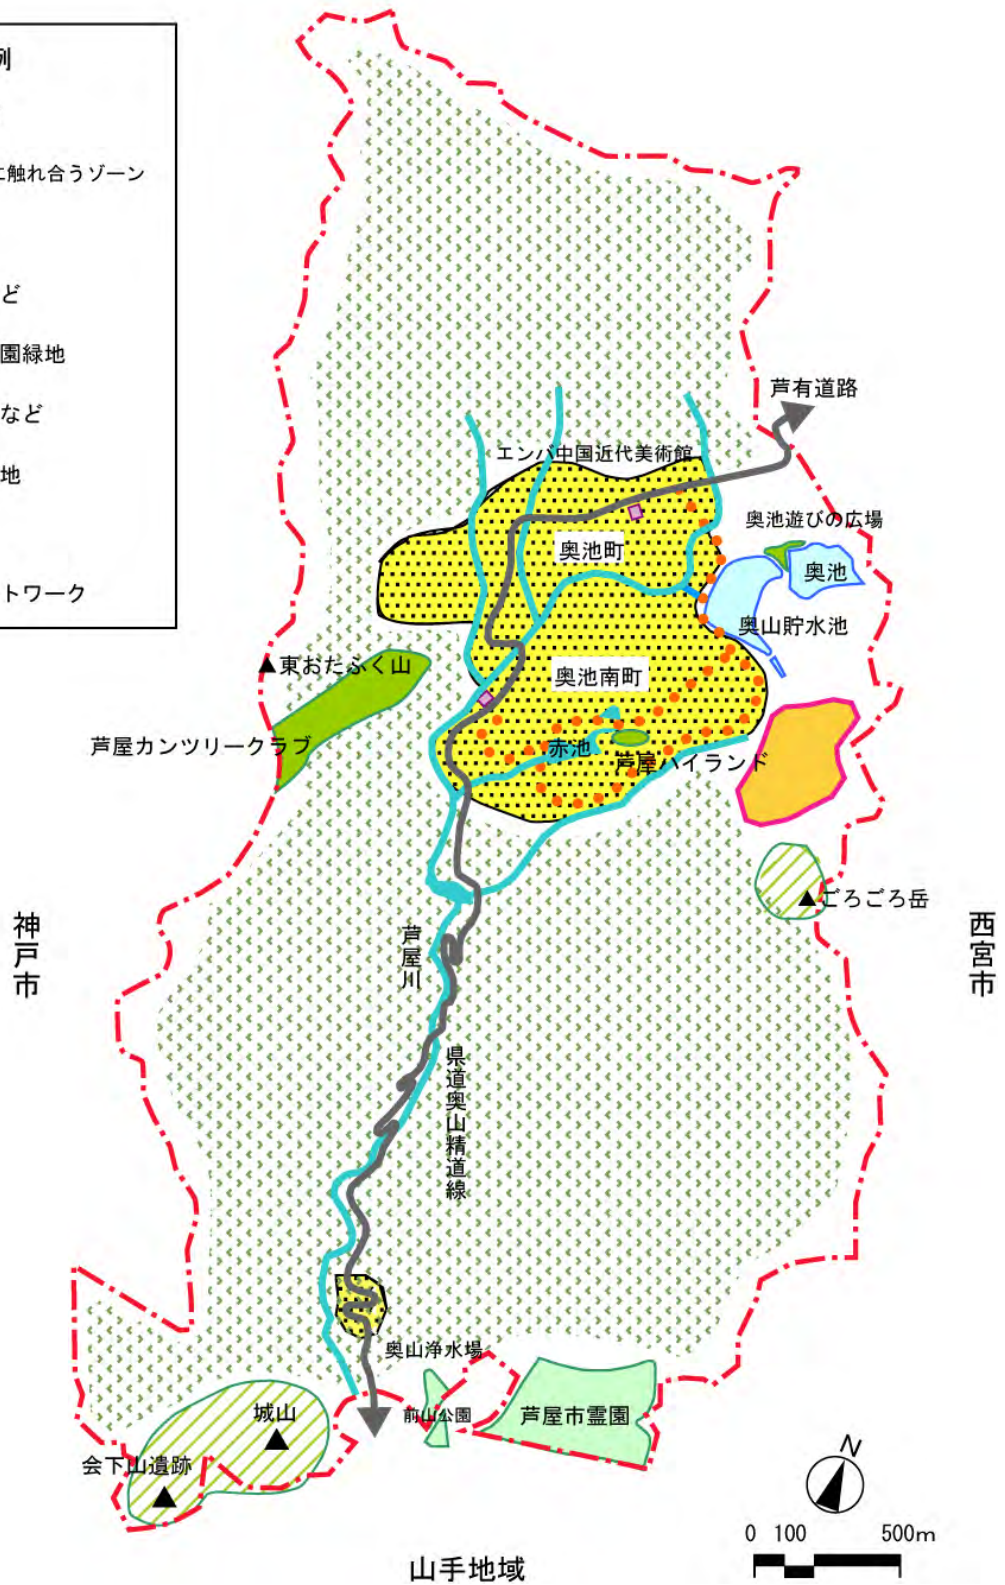 例
に触れ合うゾーン
ど
園緑地
など
地
トワーク
芦有道路
エンバ中国近代美術館
奥池遊びの広場
奥池町
奥池
奥山貯水池
東おたふく山
奥池南町
芦屋カンツリークラブ
赤池
芦屋ハイランド
ごろごろ岳
神戸市
西宮市
芦屋川
県道奥山精道線
奥山浄水場
前山公園
芦屋市霊園
城山
会下山遺跡
N
0 100 500m
山手地域